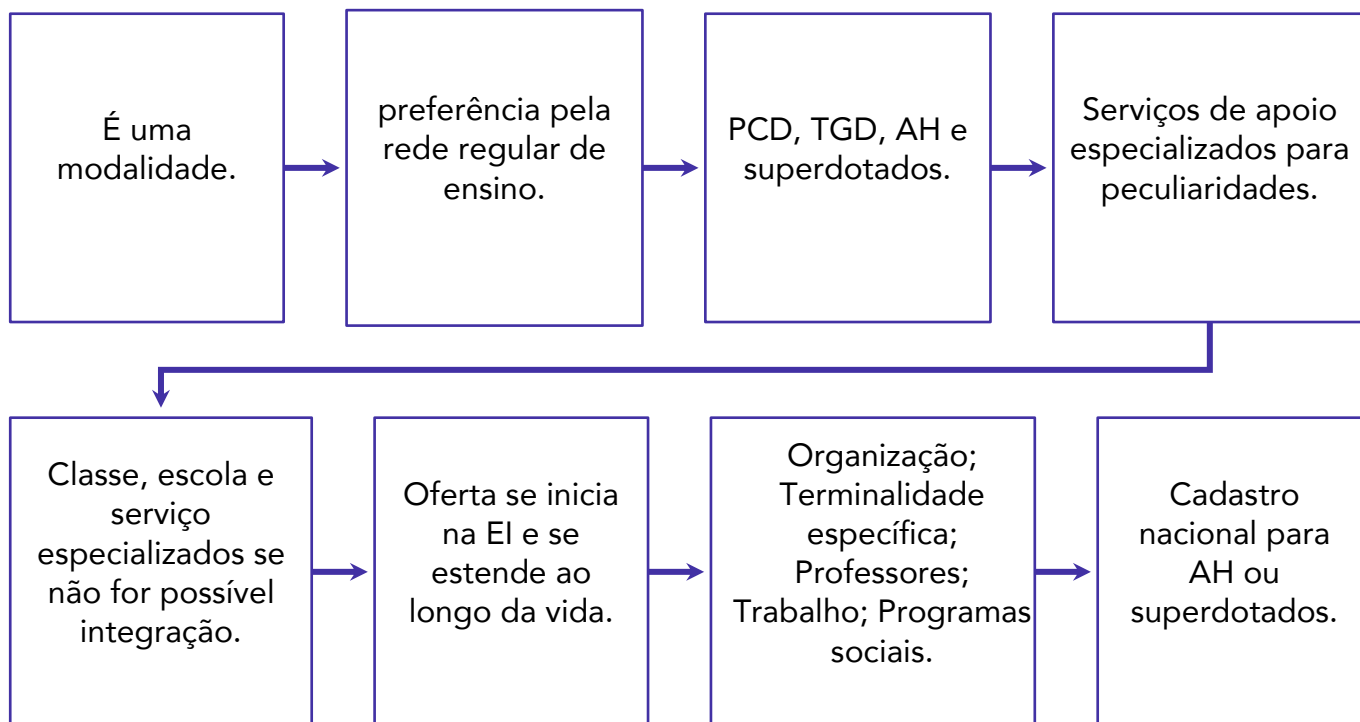 É uma
modalidade.
preferência pela
rede regular de
ensino.
PCD, TGD, AH e
superdotados.
Serviços de apoio
especializados para
peculiaridades.
Classe, escola e
serviço
especializados se
não for possível
integração.
Oferta se inicia
na EI e se
estende ao
longo da vida.
Organização;
Terminalidade
específica;
Professores;
Trabalho; Programas
sociais.
Cadastro
nacional para
AH ou
superdotados.